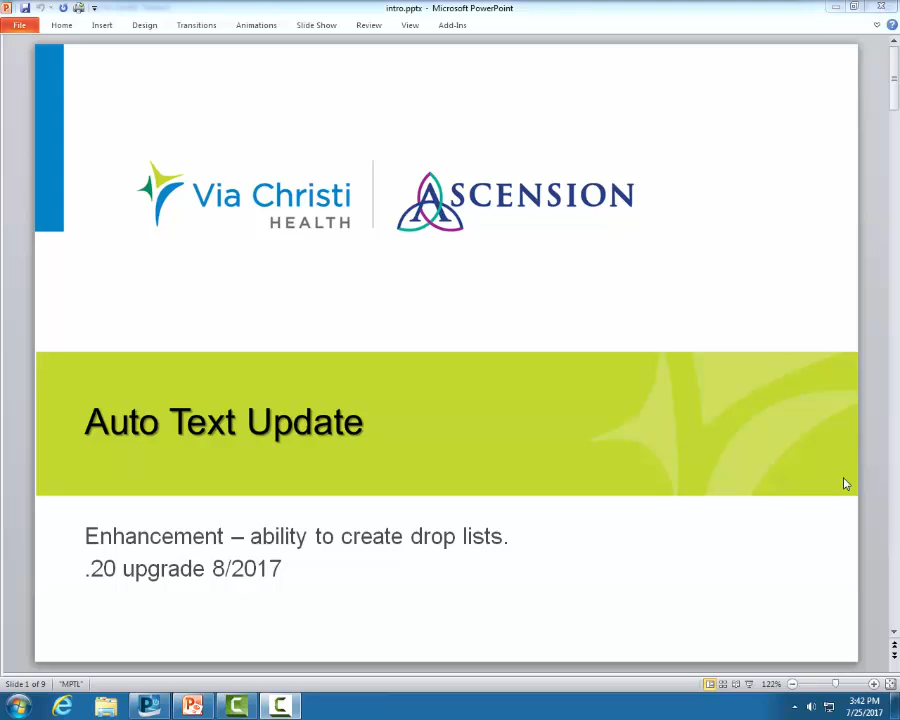 intro.pptx - Microsoft PowerPoint
File Home Insert Design Transitions Animations Slide Show Review View Add-Ins
Via Christi
HEALTH
ASCENSION
Auto Text Update
Enhancement – ability to create drop lists.
.20 upgrade 8/2017
Slide 1 of 9 "MPTL" 122%
3:42 PM
7/25/2017